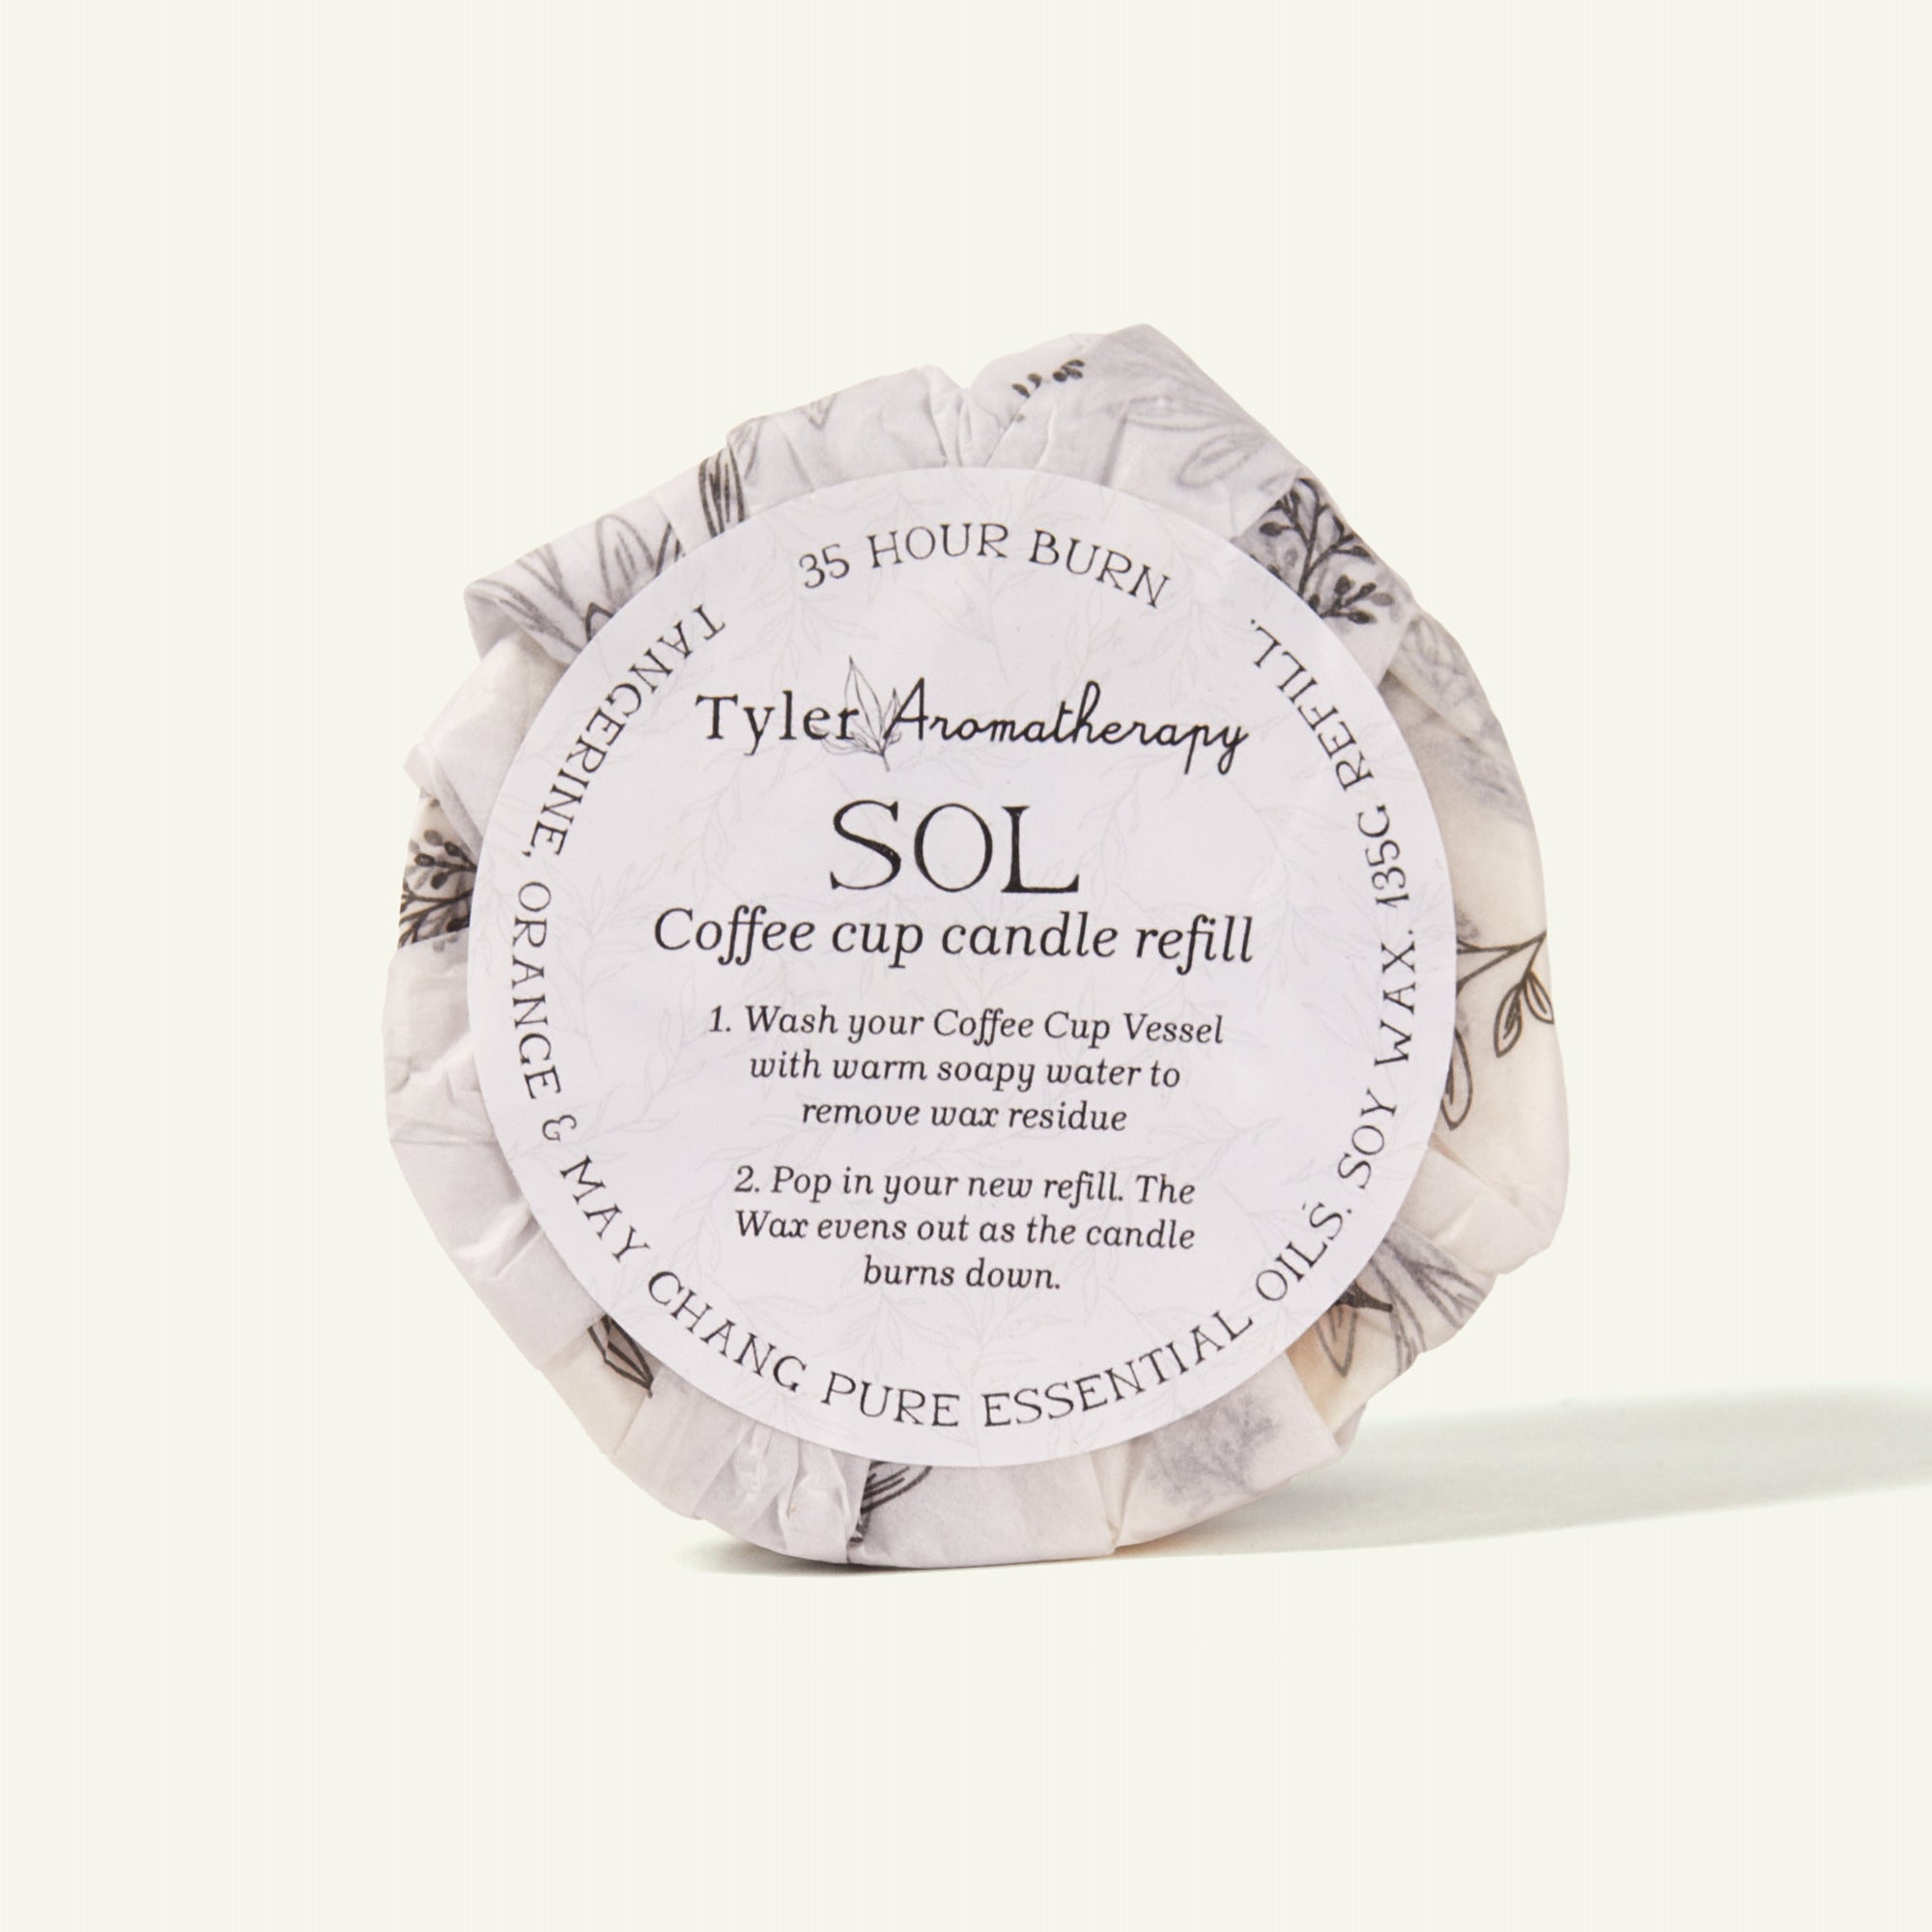 35 HOUR BURN
Tyler Aromatherapy
SOL
Coffee cup candle refill
1. Wash your Coffee Cup Vessel
with warm soapy water to
remove wax residue
2. Pop in your new refill. The
Wax evens out as the candle
burns down.
TANGERINE, ORANGE & MAY CHANG PURE ESSENTIAL OILS. SOY WAX. 135G REFILL.